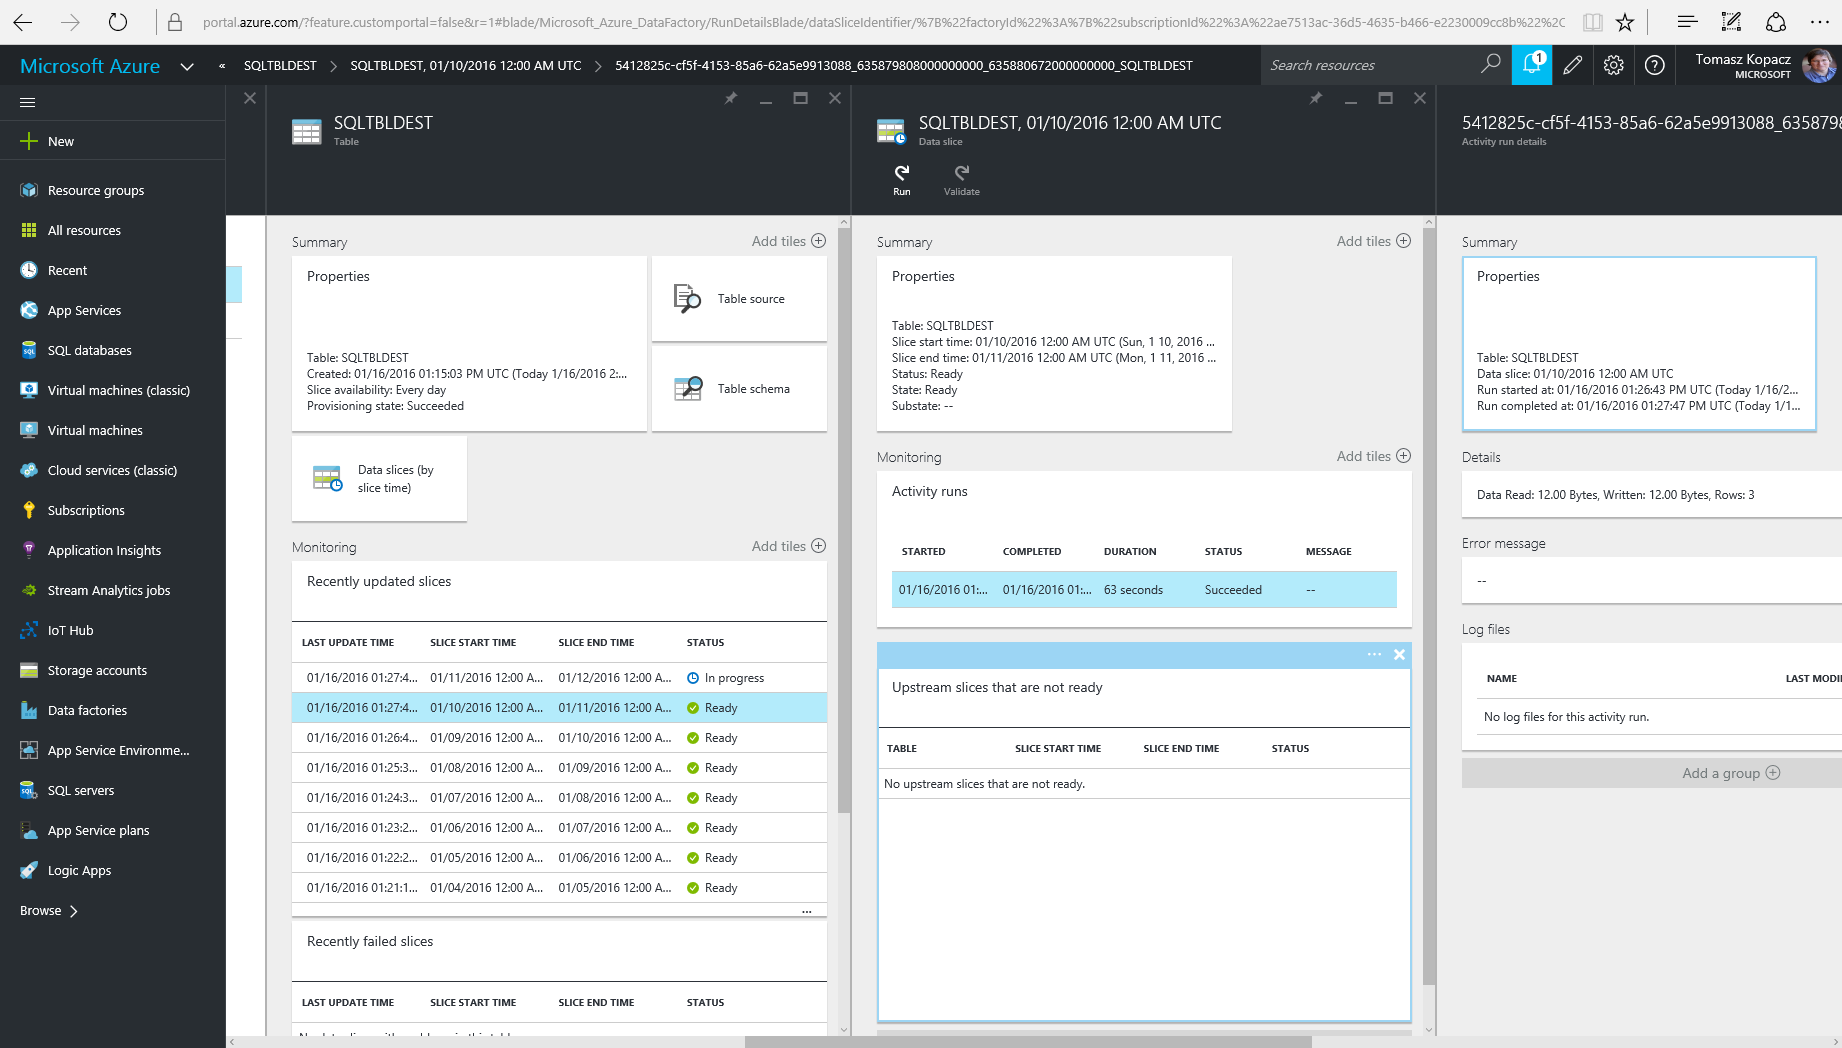 portal.azure.com/?feature.customportal=false&r=1#blade/Microsoft_Azure_DataFactory/RunDetailsBlade/dataSliceIdentifier/%7B%22factoryId%22%3A%7B%22subscriptionId%22%3A%22ae7513ac-36d5-4635-b466-e2230009cc8b%22%2C
Microsoft Azure
« SQLTBLDEST > SQLTBLDEST, 01/10/2016 12:00 AM UTC > 5412825c-cf5f-4153-85a6-62a5e9913088_635879808000000000_635880672000000000_SQLTBLDEST
Search resources
1
Tomasz Kopacz
MICROSOFT
New
Resource groups
All resources
Recent
App Services
SQL databases
Virtual machines (classic)
Virtual machines
Cloud services (classic)
Subscriptions
Application Insights
Stream Analytics jobs
IoT Hub
Storage accounts
Data factories
App Service Environme...
SQL servers
App Service plans
Logic Apps
Browse >
SQLTBLDEST
Table
Summary
Add tiles
Properties
Table: SQLTBLDEST
Created: 01/16/2016 01:15:03 PM UTC (Today 1/16/2016 2:...
Slice availability: Every day
Provisioning state: Succeeded
Table source
Table schema
Data slices (by
slice time)
Monitoring
Add tiles
Recently updated slices
LAST UPDATE TIME SLICE START TIME SLICE END TIME STATUS
01/16/2016 01:27:4... 01/11/2016 12:00 A... 01/12/2016 12:00 A... In progress
01/16/2016 01:27:4... 01/10/2016 12:00 A... 01/11/2016 12:00 A... Ready
01/16/2016 01:26:4... 01/09/2016 12:00 A... 01/10/2016 12:00 A... Ready
01/16/2016 01:25:3... 01/08/2016 12:00 A... 01/09/2016 12:00 A... Ready
01/16/2016 01:24:3... 01/07/2016 12:00 A... 01/08/2016 12:00 A... Ready
01/16/2016 01:23:2... 01/06/2016 12:00 A... 01/07/2016 12:00 A... Ready
01/16/2016 01:22:2... 01/05/2016 12:00 A... 01/06/2016 12:00 A... Ready
01/16/2016 01:21:1... 01/04/2016 12:00 A... 01/05/2016 12:00 A... Ready
...
Recently failed slices
LAST UPDATE TIME SLICE START TIME SLICE END TIME STATUS
SQLTBLDEST, 01/10/2016 12:00 AM UTC
Data slice
Run
Validate
Summary
Add tiles
Properties
Table: SQLTBLDEST
Slice start time: 01/10/2016 12:00 AM UTC (Sun, 1 10, 2016 ...
Slice end time: 01/11/2016 12:00 AM UTC (Mon, 1 11, 2016 ...
Status: Ready
State: Ready
Substate: --
Monitoring
Add tiles
Activity runs
STARTED COMPLETED DURATION STATUS MESSAGE
01/16/2016 01:... 01/16/2016 01:... 63 seconds Succeeded --
...
Upstream slices that are not ready
TABLE SLICE START TIME SLICE END TIME STATUS
No upstream slices that are not ready.
5412825c-cf5f-4153-85a6-62a5e9913088_6358798
Activity run details
Summary
Properties
Table: SQLTBLDEST
Data slice: 01/10/2016 12:00 AM UTC
Run started at: 01/16/2016 01:26:43 PM UTC (Today 1/16/2...
Run completed at: 01/16/2016 01:27:47 PM UTC (Today 1/1...
Details
Data Read: 12.00 Bytes, Written: 12.00 Bytes, Rows: 3
Error message
--
Log files
NAME LAST MODI
No log files for this activity run.
Add a group